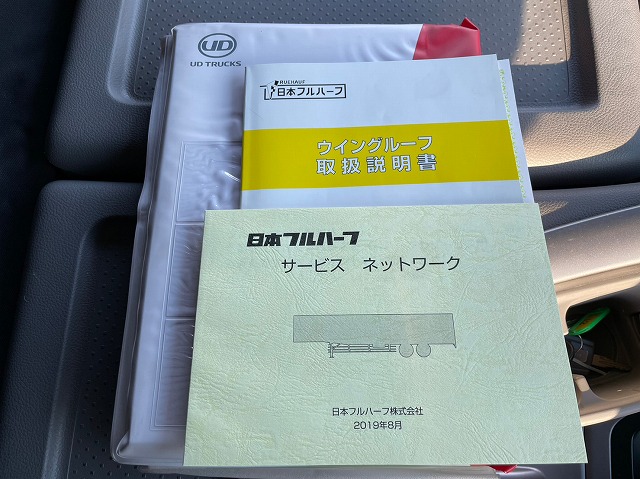 UD
UD TRUCKS
FRUEHAUF
日本フルハーフ
ウイングルーフ
取扱説明書
日本フルハーフ
サービス ネットワーク
日本フルハーフ株式会社
2019年8月